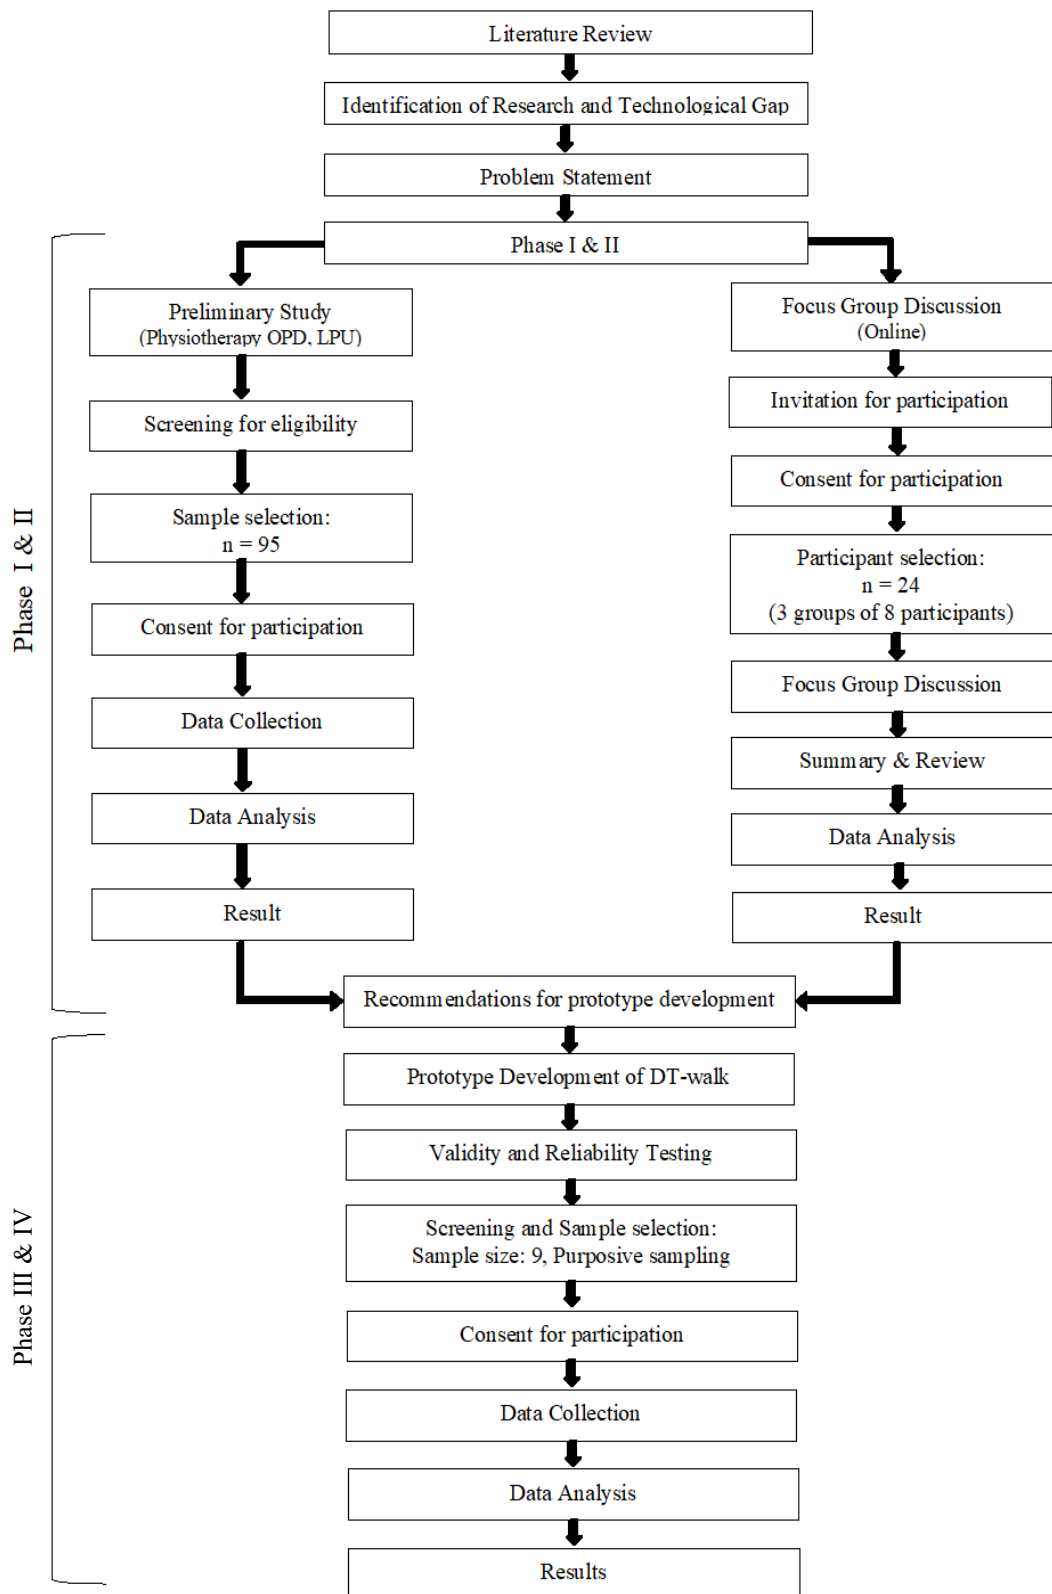 Literature Review
Identification of Research and Technological Gap
Problem Statement
Phase I & II
Phase I & II
Preliminary Study
(Physiotherapy OPD, LPU)
Screening for eligibility
Sample selection:
n = 95
Consent for participation
Data Collection
Data Analysis
Result
Focus Group Discussion
(Online)
Invitation for participation
Consent for participation
Participant selection:
n = 24
(3 groups of 8 participants)
Focus Group Discussion
Summary & Review
Data Analysis
Result
Recommendations for prototype development
Phase III & IV
Prototype Development of DT-walk
Validity and Reliability Testing
Screening and Sample selection:
Sample size: 9, Purposive sampling
Consent for participation
Data Collection
Data Analysis
Results